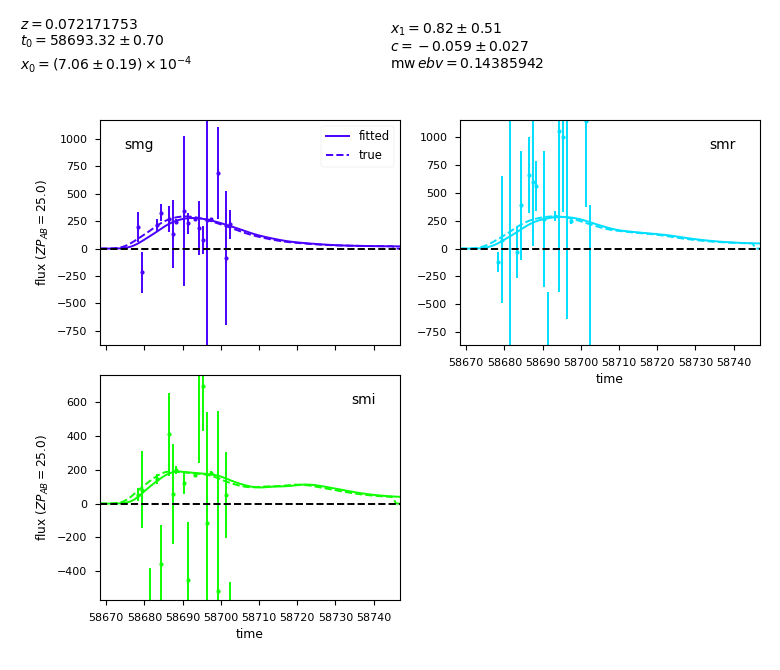 z = 0.072171753
t₀ = 58693.32 ± 0.70
x₀ = (7.06 ± 0.19) × 10⁻⁴
x₁ = 0.82 ± 0.51
c = −0.059 ± 0.027
mw ebv = 0.14385942
smg
fitted
true
1000
750
500
250
0
−250
−500
−750
flux (ZP_AB = 25.0)
smr
1000
750
500
250
0
−250
−500
−750
58670 58680 58690 58700 58710 58720 58730 58740
time
smi
600
400
200
0
−200
−400
flux (ZP_AB = 25.0)
58670 58680 58690 58700 58710 58720 58730 58740
time